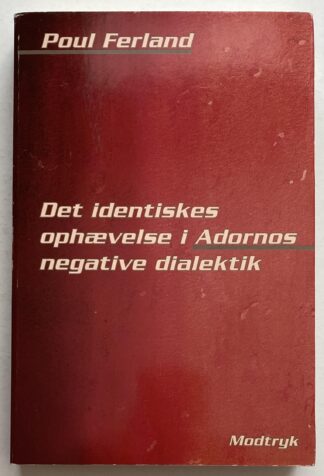 Poul Ferland
Det identiskes
ophævelse i Adornos
negative dialektik
Modtryk